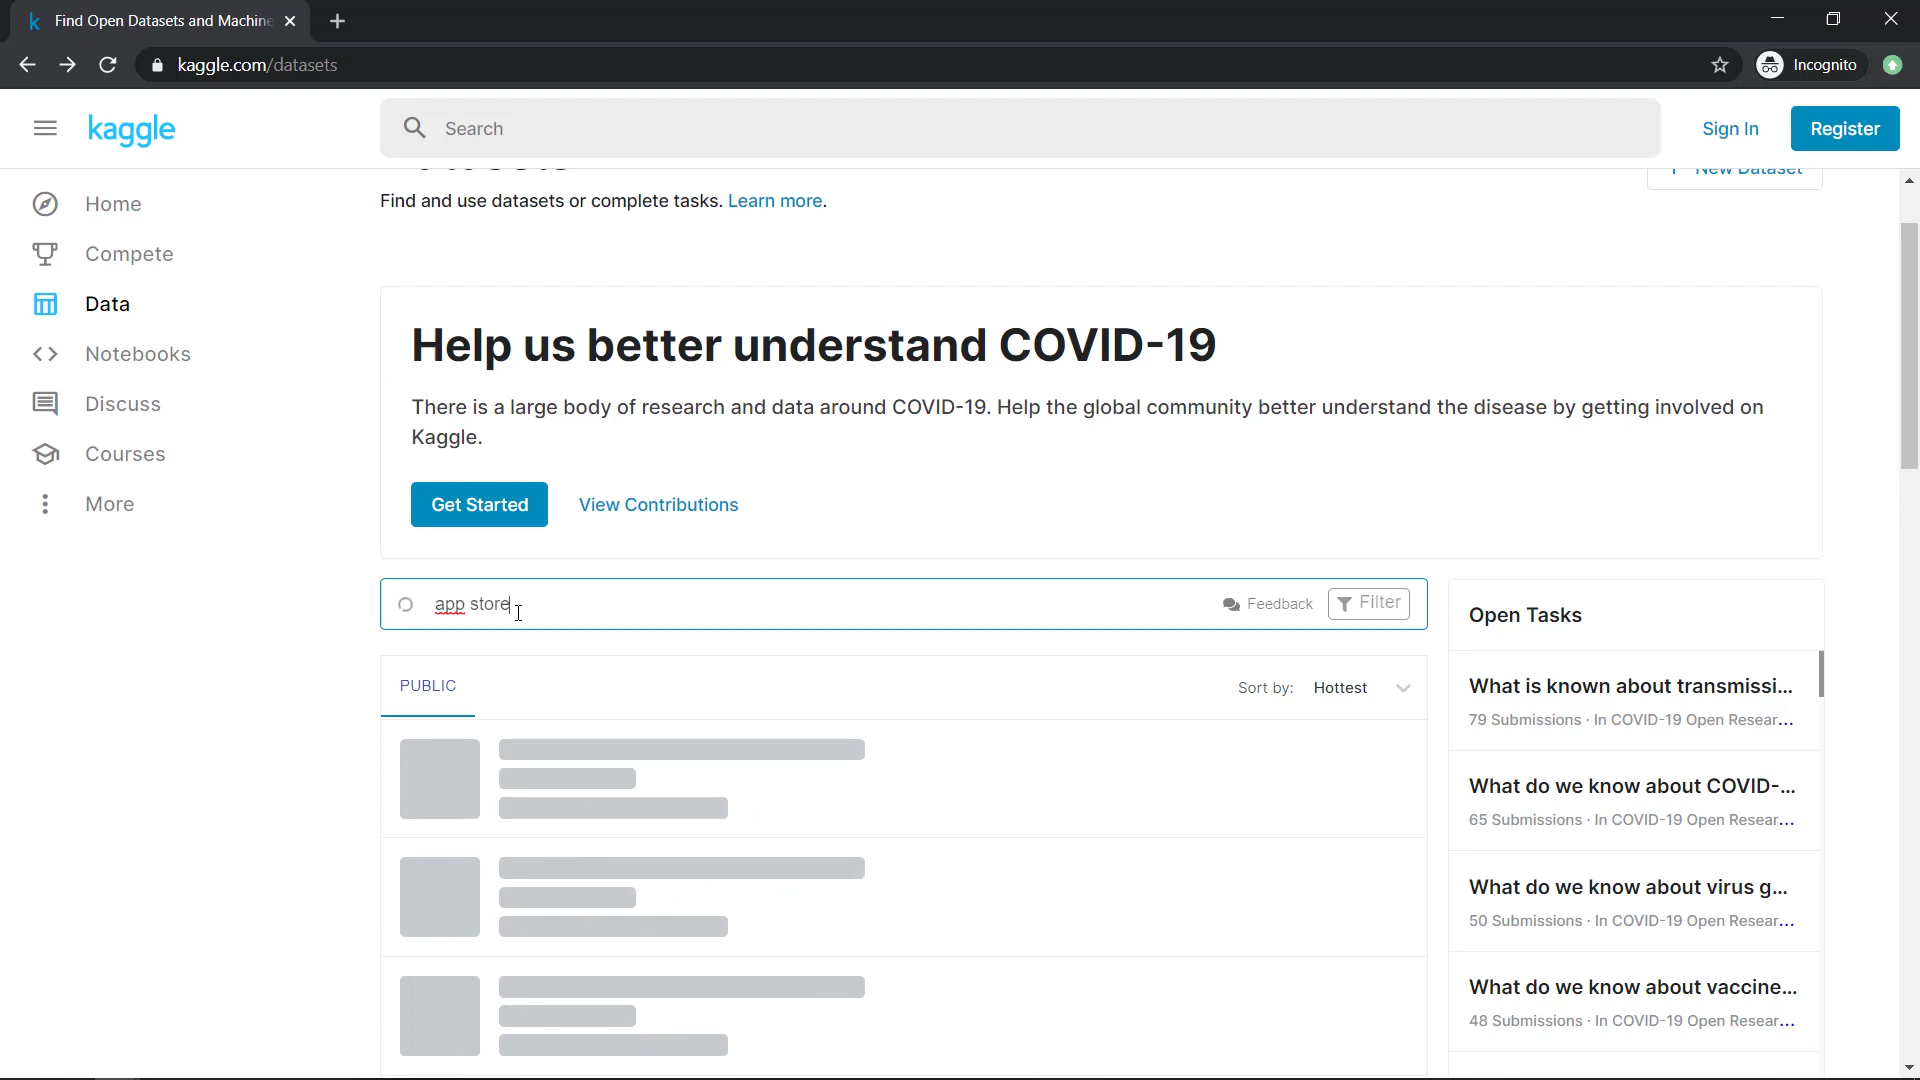 Find Open Datasets and Machine
kaggle.com/datasets
Incognito
kaggle
Search
Sign In
Register
Home
Compete
Data
Notebooks
Discuss
Courses
More
New Dataset
Find and use datasets or complete tasks. Learn more.
Help us better understand COVID-19
There is a large body of research and data around COVID-19. Help the global community better understand the disease by getting involved on
Kaggle.
Get Started
View Contributions
app store
Feedback
Filter
PUBLIC
Sort by: Hottest
Open Tasks
What is known about transmissi...
79 Submissions · In COVID-19 Open Resear...
What do we know about COVID-...
65 Submissions · In COVID-19 Open Resear...
What do we know about virus g...
50 Submissions · In COVID-19 Open Resear...
What do we know about vaccine...
48 Submissions · In COVID-19 Open Resear...